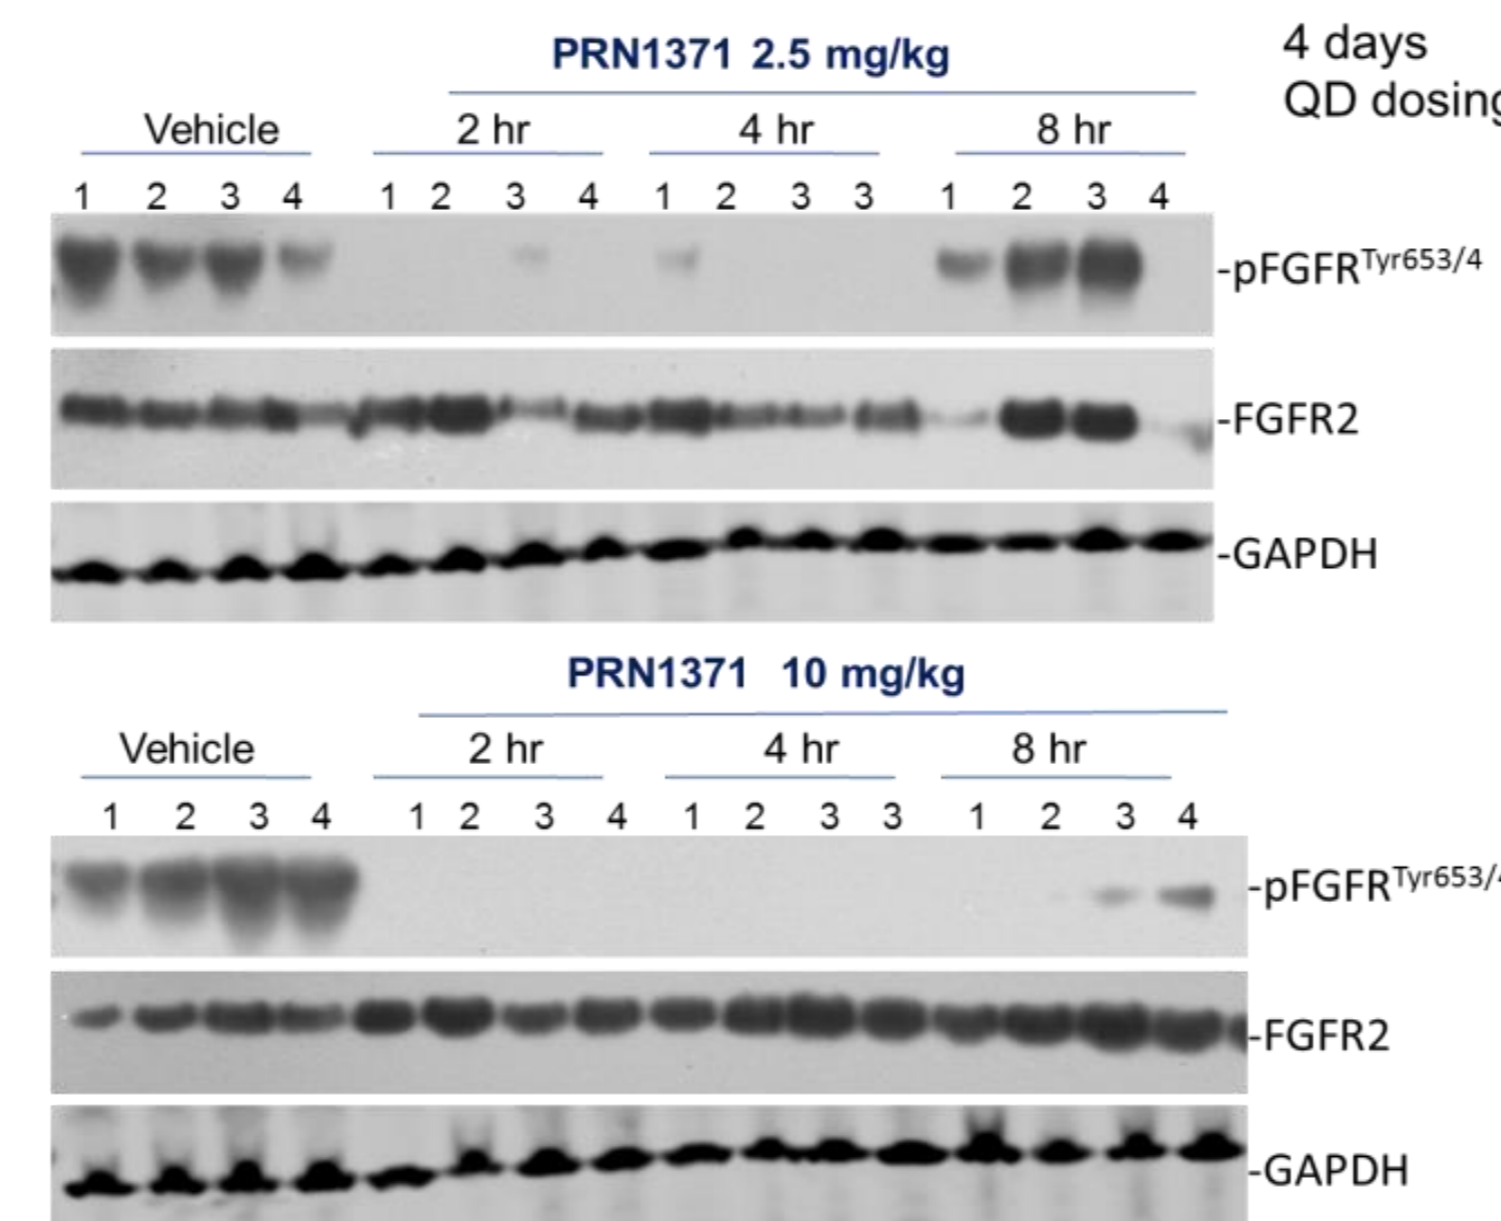 PRN1371 2.5 mg/kg
4 days
QD dosing
Vehicle 2 hr 4 hr 8 hr
1 2 3 4 1 2 3 4 1 2 3 3 1 2 3 4
-pFGFRTyr653/4
-FGFR2
-GAPDH
PRN1371 10 mg/kg
Vehicle 2 hr 4 hr 8 hr
1 2 3 4 1 2 3 4 1 2 3 3 1 2 3 4
-pFGFRTyr653/4
-FGFR2
-GAPDH